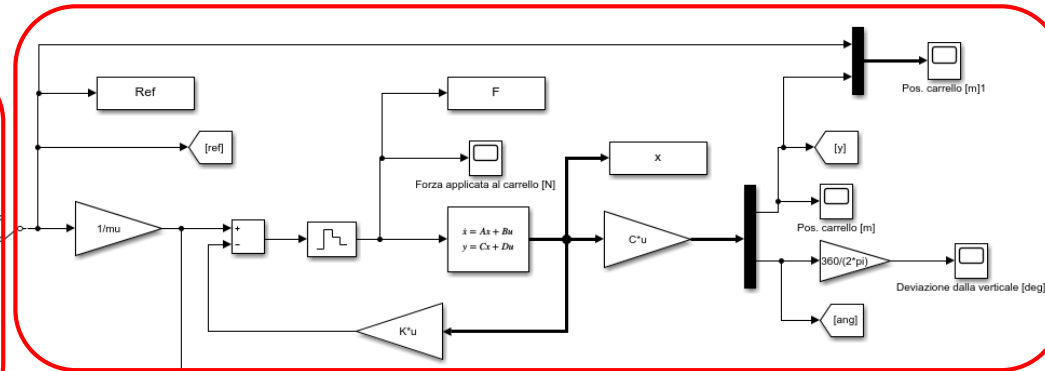 Pos. carrello [m]1
Ref
F
[ref]
[y]
x
Forza applicata al carrello [N]
1/mu
+
−
ẋ = Ax + Bu
y = Cx + Du
C*u
Pos. carrello [m]
360/(2*pi)
Deviazione dalla verticale [deg]
K*u
[ang]